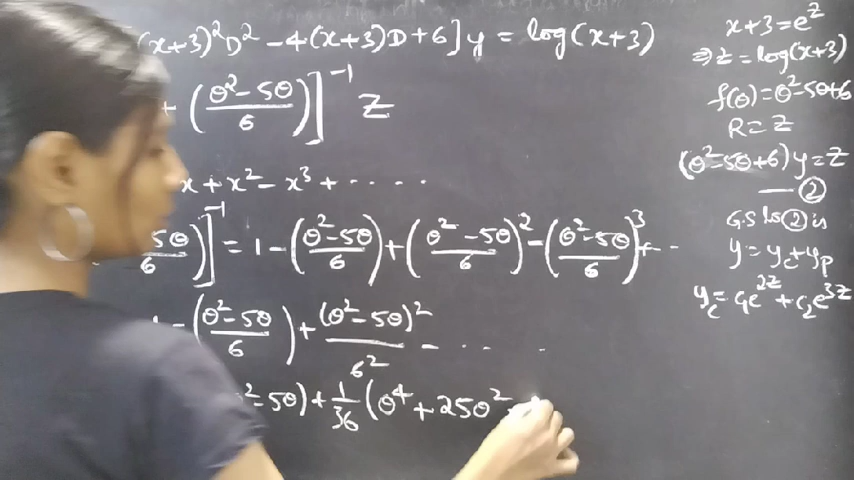 (x+3)²D² - 4(x+3)D + 6]y = log(x+3)
+ (θ² - 5θ / 6)]⁻¹ z
x + x² - x³ + ....
5θ / 6)]⁻¹ = 1 - (θ² - 5θ / 6) + (θ² - 5θ / 6)² - (θ² - 5θ / 6)³ + ..
- (θ² - 5θ / 6) + (θ² - 5θ)² / 6² - ... .
² - 5θ) + 1/36 (θ⁴ + 25θ²
x+3 = e^z
⇒ z = log(x+3)
f(θ) = θ² - 5θ + 6
R = z
(θ² - 5θ + 6)y = z
— ②
G.S to ② is
y = y_c + y_p
y_c = c₁e^2z + c₂e^3z